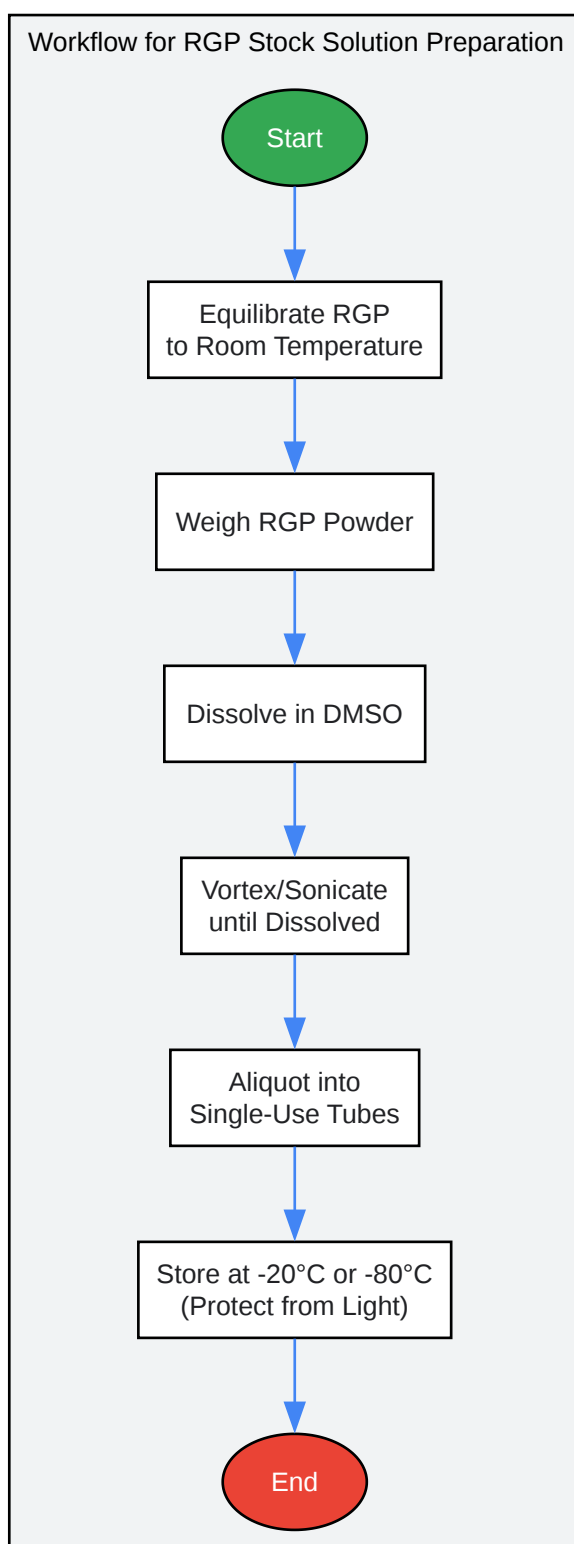 Workflow for RGP Stock Solution Preparation
Start
Equilibrate RGP
to Room Temperature
Weigh RGP Powder
Dissolve in DMSO
Vortex/Sonicate
until Dissolved
Aliquot into
Single-Use Tubes
Store at -20°C or -80°C
(Protect from Light)
End